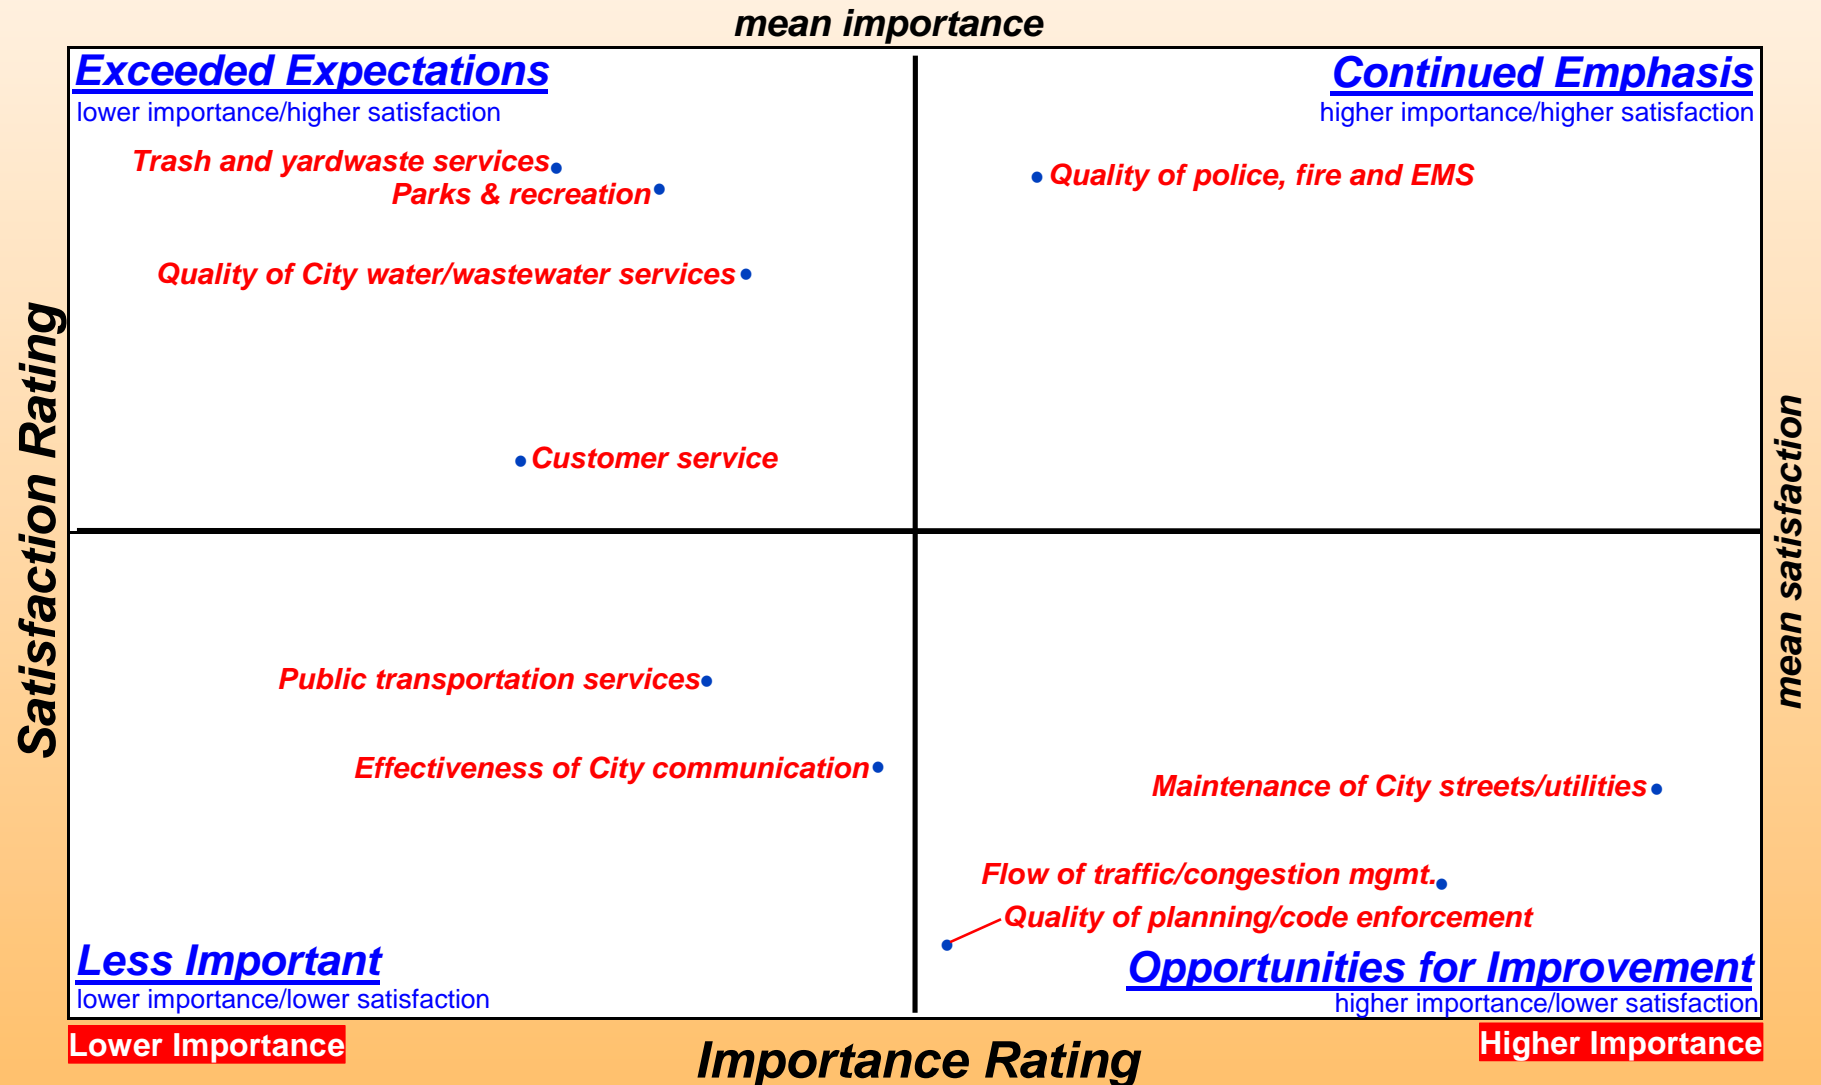 mean importance
Exceeded Expectations
lower importance/higher satisfaction
Continued Emphasis
higher importance/higher satisfaction
Trash and yardwaste services
Parks & recreation
Quality of police, fire and EMS
Quality of City water/wastewater services
Customer service
Satisfaction Rating
mean satisfaction
Public transportation services
Effectiveness of City communication
Maintenance of City streets/utilities
Flow of traffic/congestion mgmt.
Quality of planning/code enforcement
Less Important
lower importance/lower satisfaction
Opportunities for Improvement
higher importance/lower satisfaction
Lower Importance
Importance Rating
Higher Importance